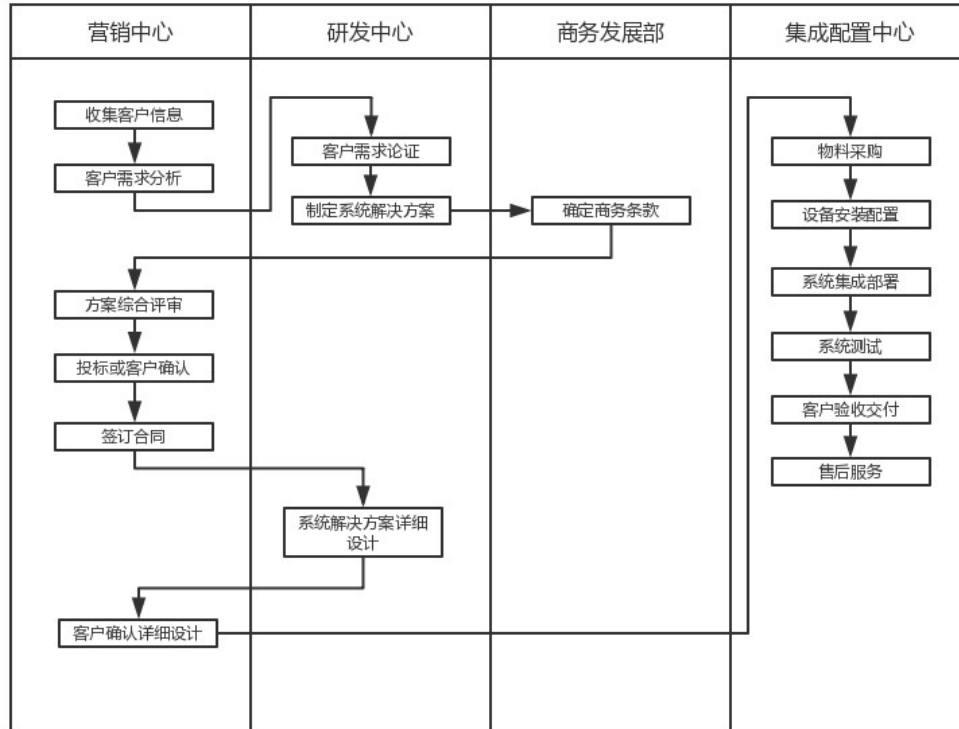 营销中心
研发中心
商务发展部
集成配置中心
收集客户信息
客户需求分析
客户需求论证
制定系统解决方案
确定商务条款
方案综合评审
投标或客户确认
签订合同
系统解决方案详细
设计
客户确认详细设计
物料采购
设备安装配置
系统集成部署
系统测试
客户验收交付
售后服务